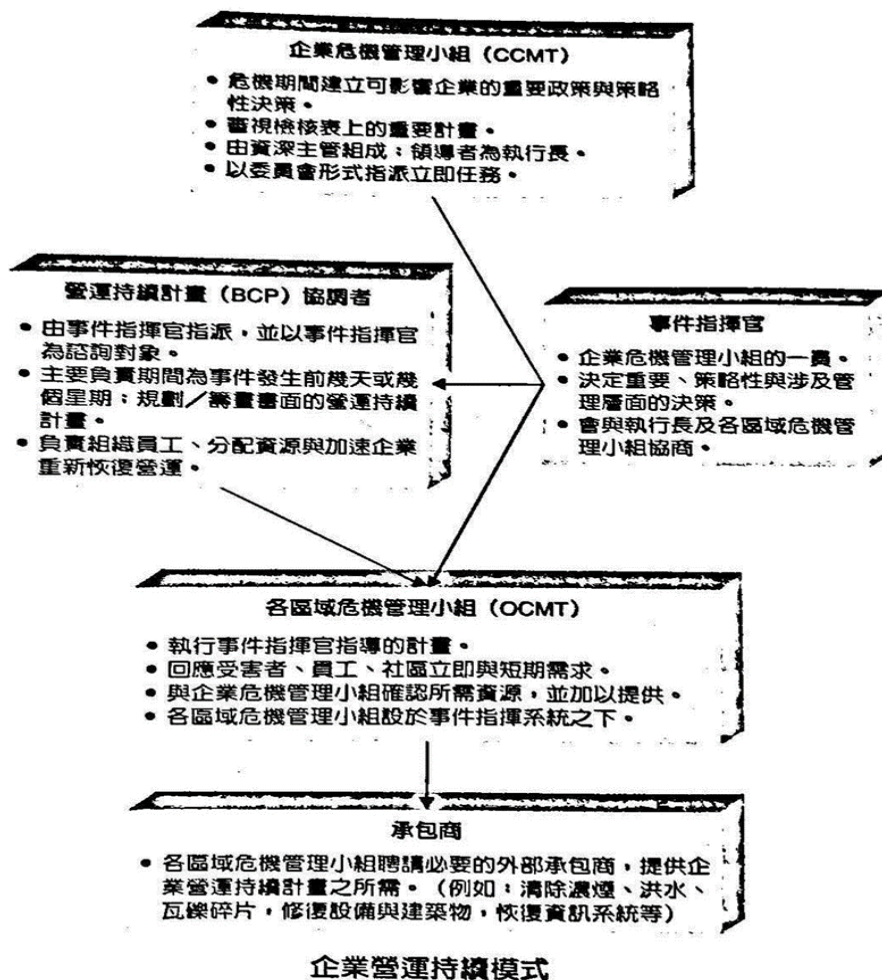 企業危機管理小組（CCMT）
• 危機期間建立可影響企業的重要政策與策略
性決策。
• 審視檢核表上的重要計畫。
• 由資深主管組成；領導者為執行長。
• 以委員會形式指派立即任務。
營運持續計畫（BCP）協調者
• 由事件指揮官指派，並以事件指揮官
為諮詢對象。
• 主要負責期間為事件發生前幾天或幾
個星期；規劃／籌畫書面的營運持續
計畫。
• 負責組織員工、分配資源與加速企業
重新恢復營運。
事件指揮官
• 企業危機管理小組的一員。
• 決定重要、策略性與涉及管
理層面的決策。
• 會與執行長及各區域危機管
理小組協商。
各區域危機管理小組（OCMT）
• 執行事件指揮官指導的計畫。
• 回應受害者、員工、社區立即與短期需求。
• 與企業危機管理小組確認所需資源，並加以提供。
• 各區域危機管理小組設於事件指揮系統之下。
承包商
• 各區域危機管理小組聘請必要的外部承包商，提供企
業營運持續計畫之所需。（例如：清除濃煙、洪水、
瓦礫碎片，修復設備與建築物，恢復資訊系統等）
企業營運持續模式